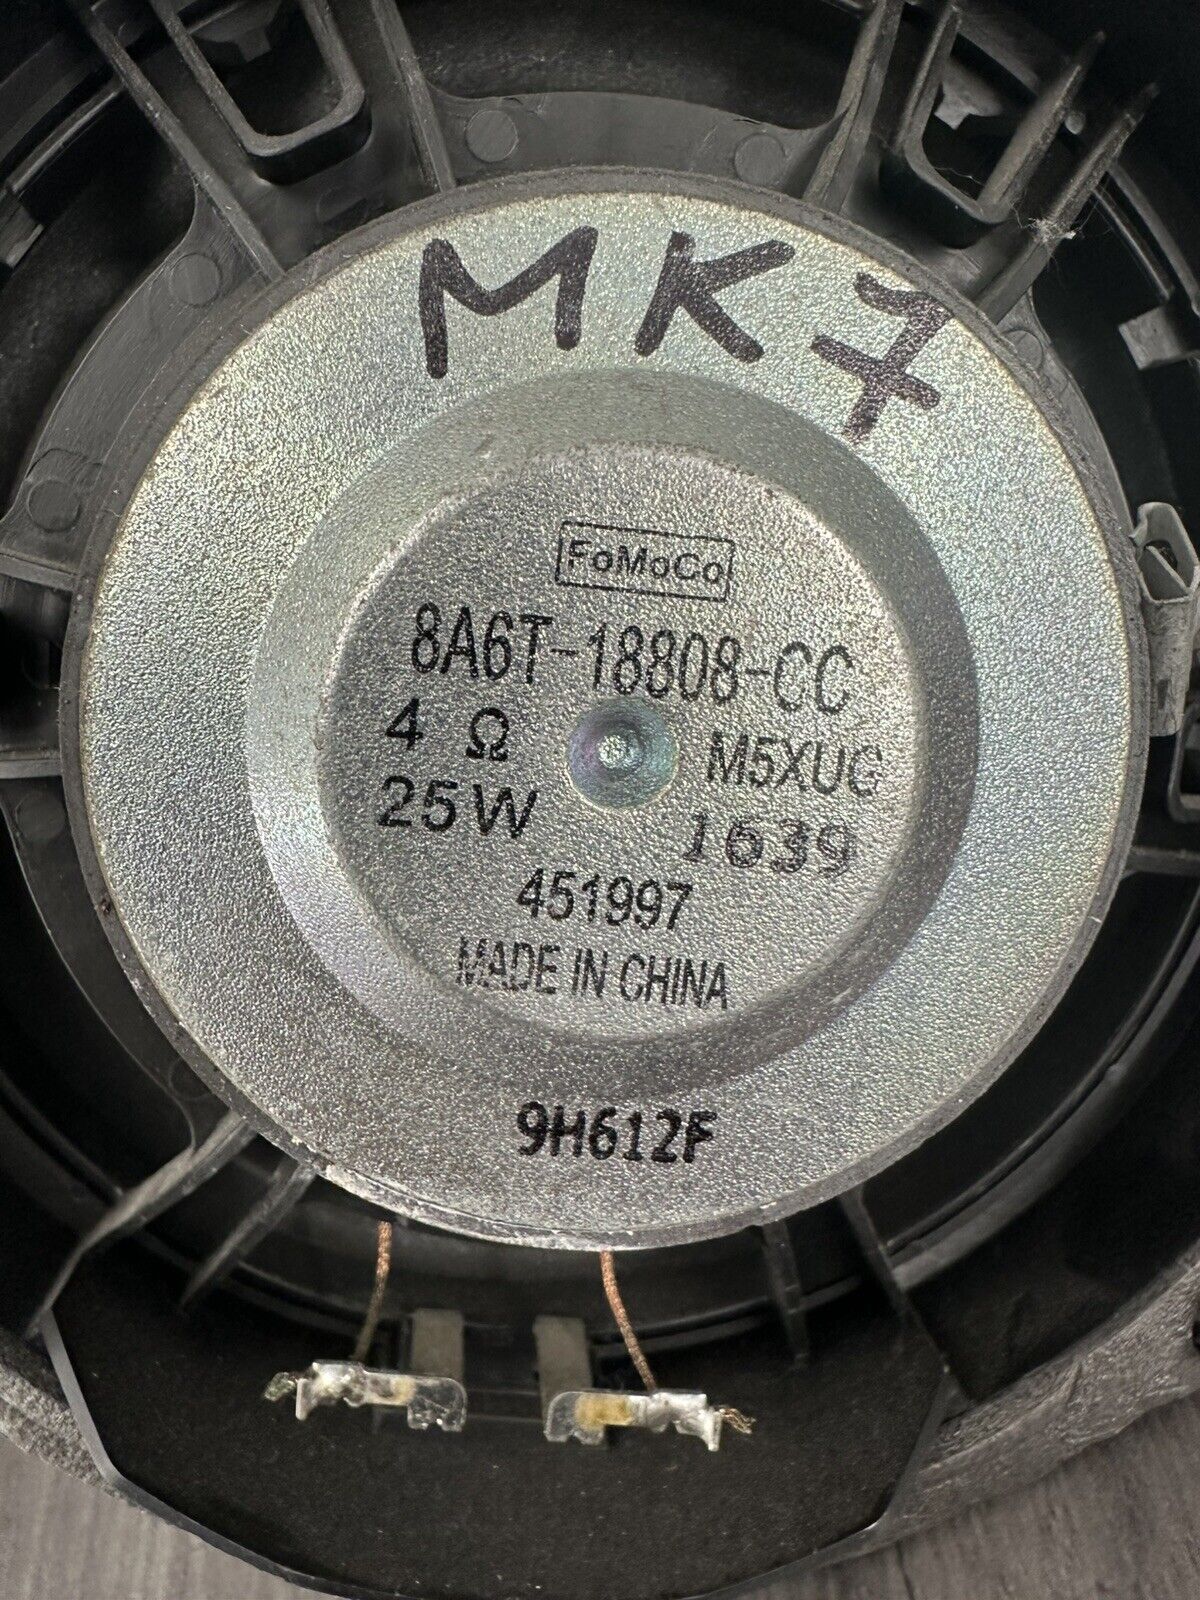 MK7
FoMoCo
8A6T-18808-CC
4 Ω
M5XUG
25W
1639
451997
MADE IN CHINA
9H612F